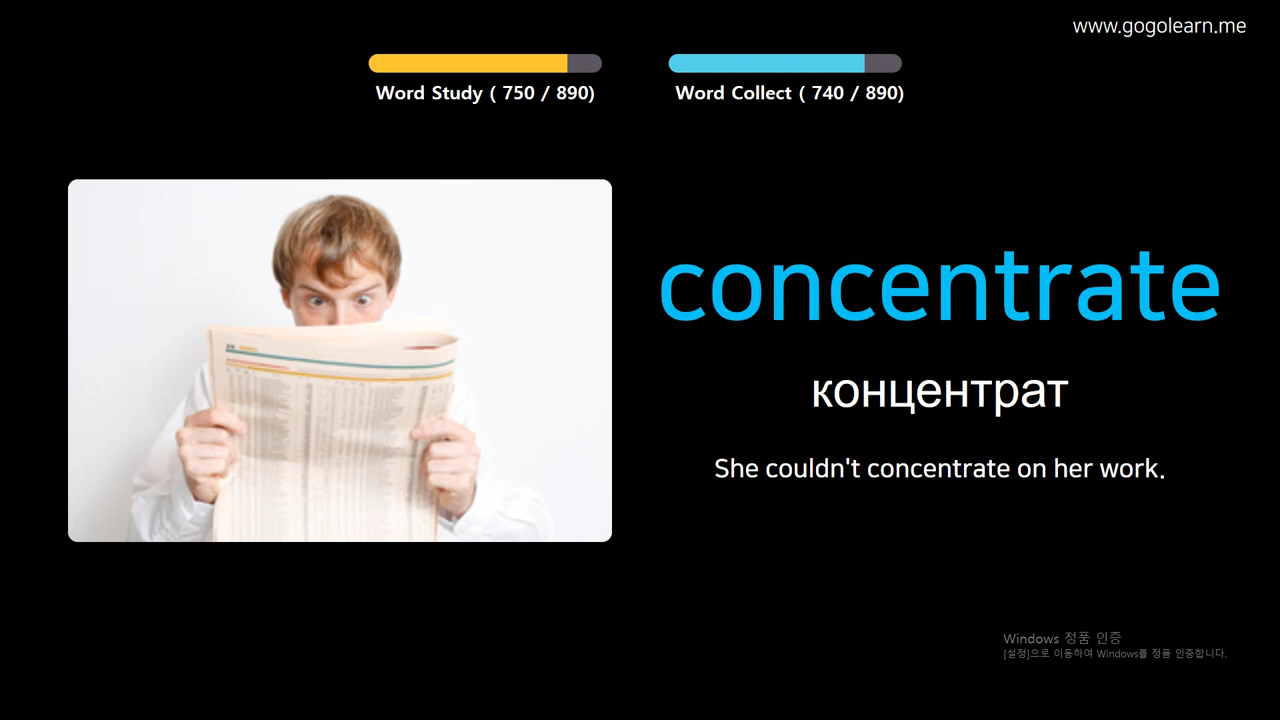 www.gogolearn.me
Word Study ( 750 / 890)
Word Collect ( 740 / 890)
concentrate
концентрат
She couldn't concentrate on her work.
Windows 정품 인증
[설정]으로 이동하여 Windows를 정품 인증합니다.